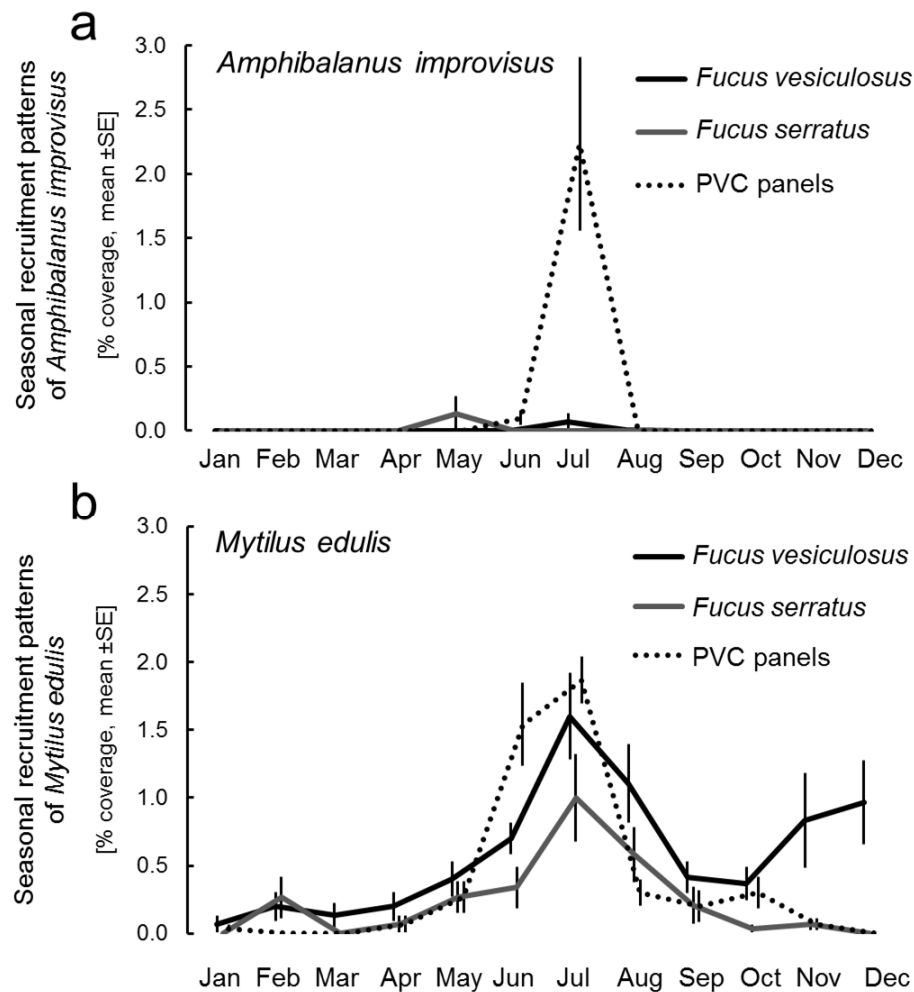 a
Seasonal recruitment patterns
of Amphibalanus improvisus
[% coverage, mean ±SE]
3.0
2.5
2.0
1.5
1.0
0.5
0.0
Amphibalanus improvisus
Fucus vesiculosus
Fucus serratus
PVC panels
Jan Feb Mar Apr May Jun Jul Aug Sep Oct Nov Dec
b
Seasonal recruitment patterns
of Mytilus edulis
[% coverage, mean ±SE]
3.0
2.5
2.0
1.5
1.0
0.5
0.0
Mytilus edulis
Fucus vesiculosus
Fucus serratus
PVC panels
Jan Feb Mar Apr May Jun Jul Aug Sep Oct Nov Dec